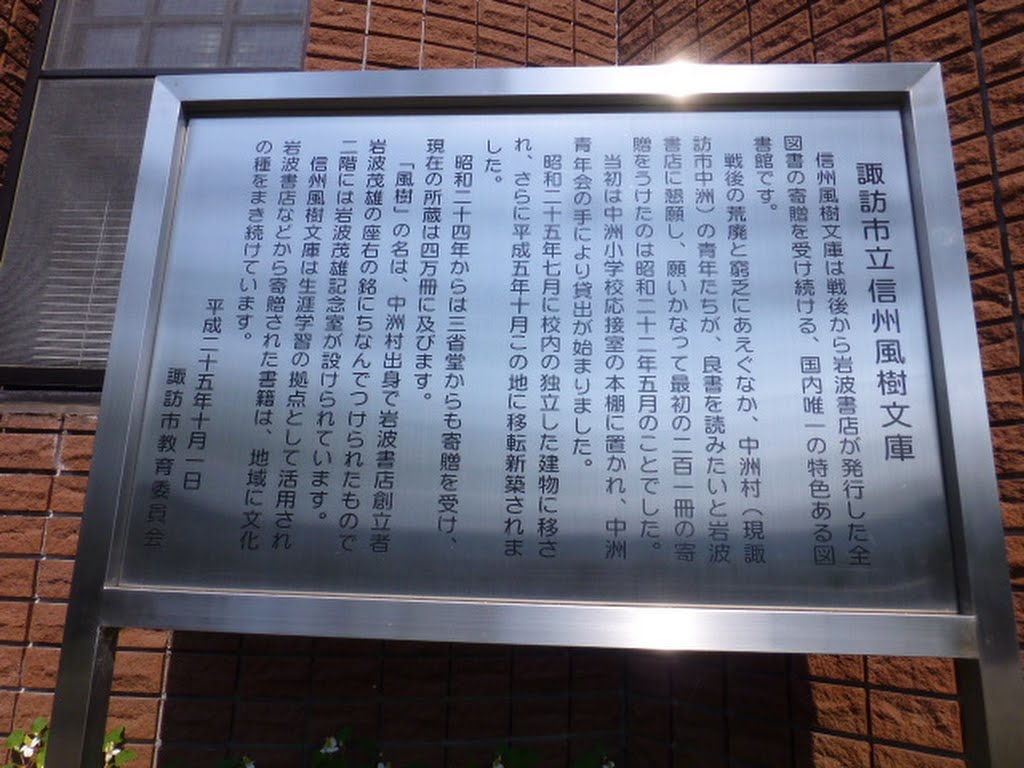 諏訪市立信州風樹文庫
信州風樹文庫は戦後から岩波書店が発行した全
図書の寄贈を受け続ける、国内唯一の特色ある図
書館です。
戦後の荒廃と窮乏にあえぐなか、中洲村（現諏
訪市中洲）の青年たちが、良書を読みたいと岩波
書店に懇願し、願いかなって最初の二百一冊の寄
贈をうけたのは昭和二十二年五月のことでした。
当初は中洲小学校応接室の本棚に置かれ、中洲
青年会の手により貸出が始まりました。
昭和二十五年七月に校内の独立した建物に移さ
れ、さらに平成五年十月この地に移転新築されま
した。
昭和二十四年からは三省堂からも寄贈を受け、
現在の所蔵は四万冊に及びます。
「風樹」の名は、中洲村出身で岩波書店創立者
岩波茂雄の座右の銘にちなんでつけられたもので
二階には岩波茂雄記念室が設けられています。
信州風樹文庫は生涯学習の拠点として活用され
岩波書店などから寄贈された書籍は、地域に文化
の種をまき続けています。
平成二十五年十月一日
諏訪市教育委員会